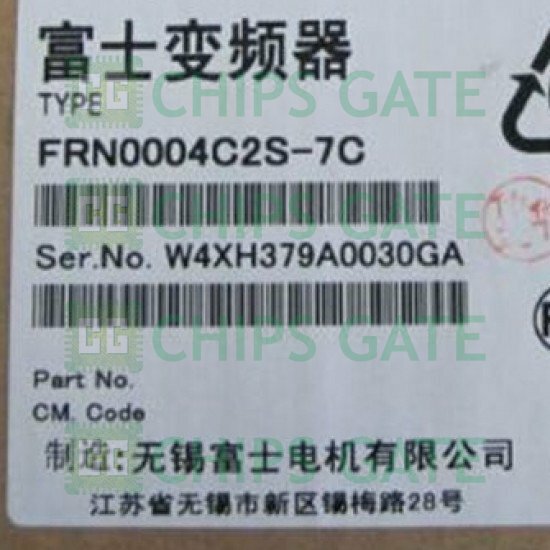 富士变频器
TYPE
CHIPS GATE
FRN0004C2S-7C
CHIPS GATE
Ser.No. W4XH379A0030GA
CHIPS GATE
Part No.
CM. Code
CHIPS GATE
制造:无锡富士电机有限公司
江苏省无锡市新区锡梅路28号